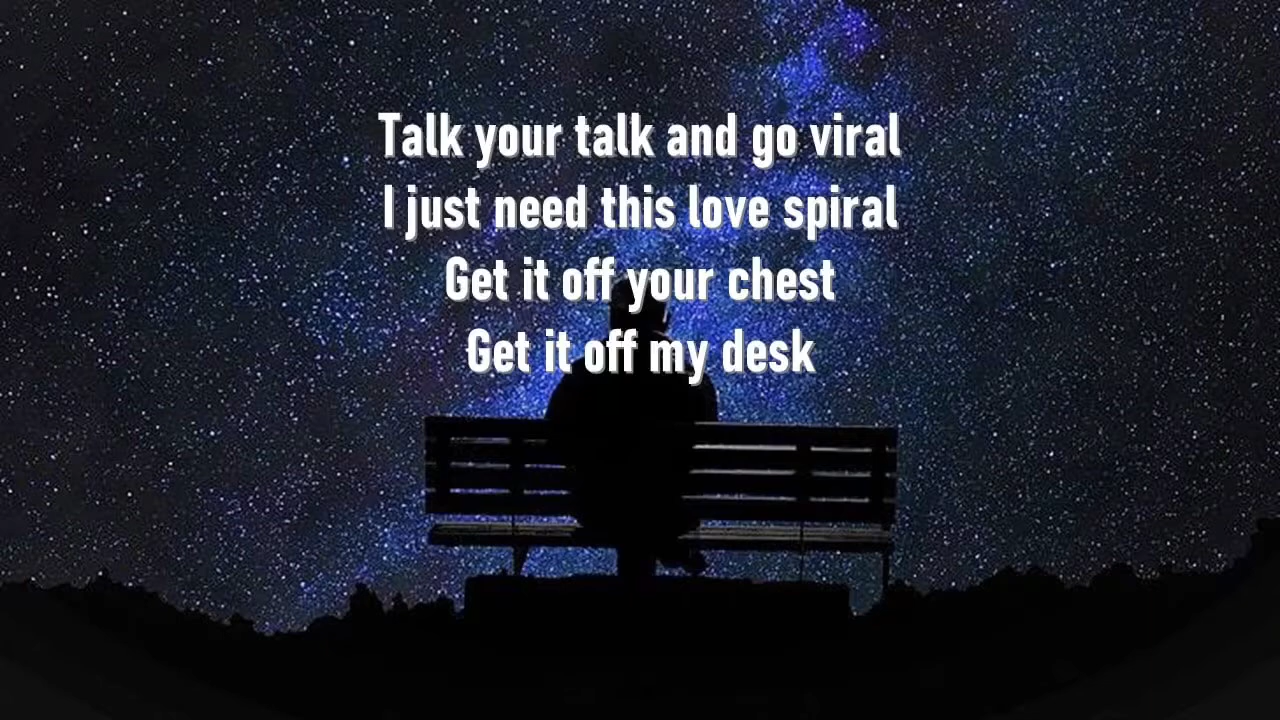 Talk your talk and go viral
I just need this love spiral
Get it off your chest
Get it off my desk